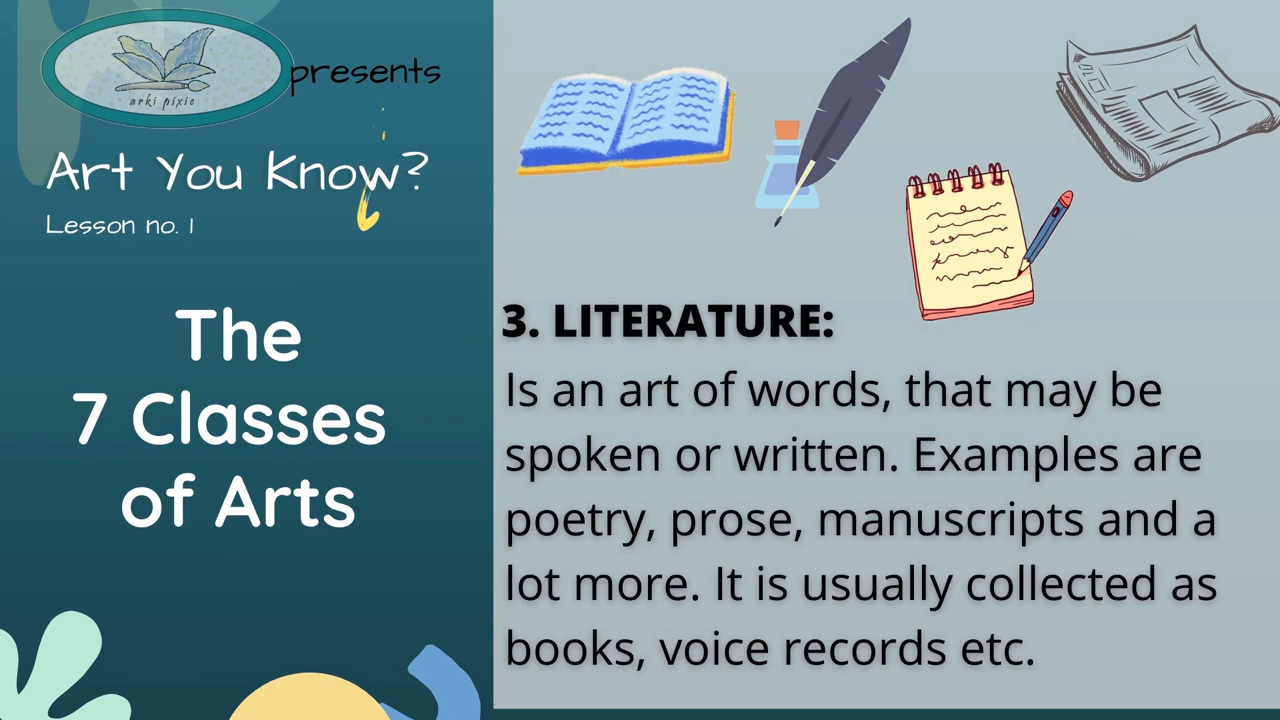 arki pixie
presents
Art You Know?
Lesson no. 1
The
7 Classes
of Arts
3. LITERATURE:
Is an art of words, that may be
spoken or written. Examples are
poetry, prose, manuscripts and a
lot more. It is usually collected as
books, voice records etc.